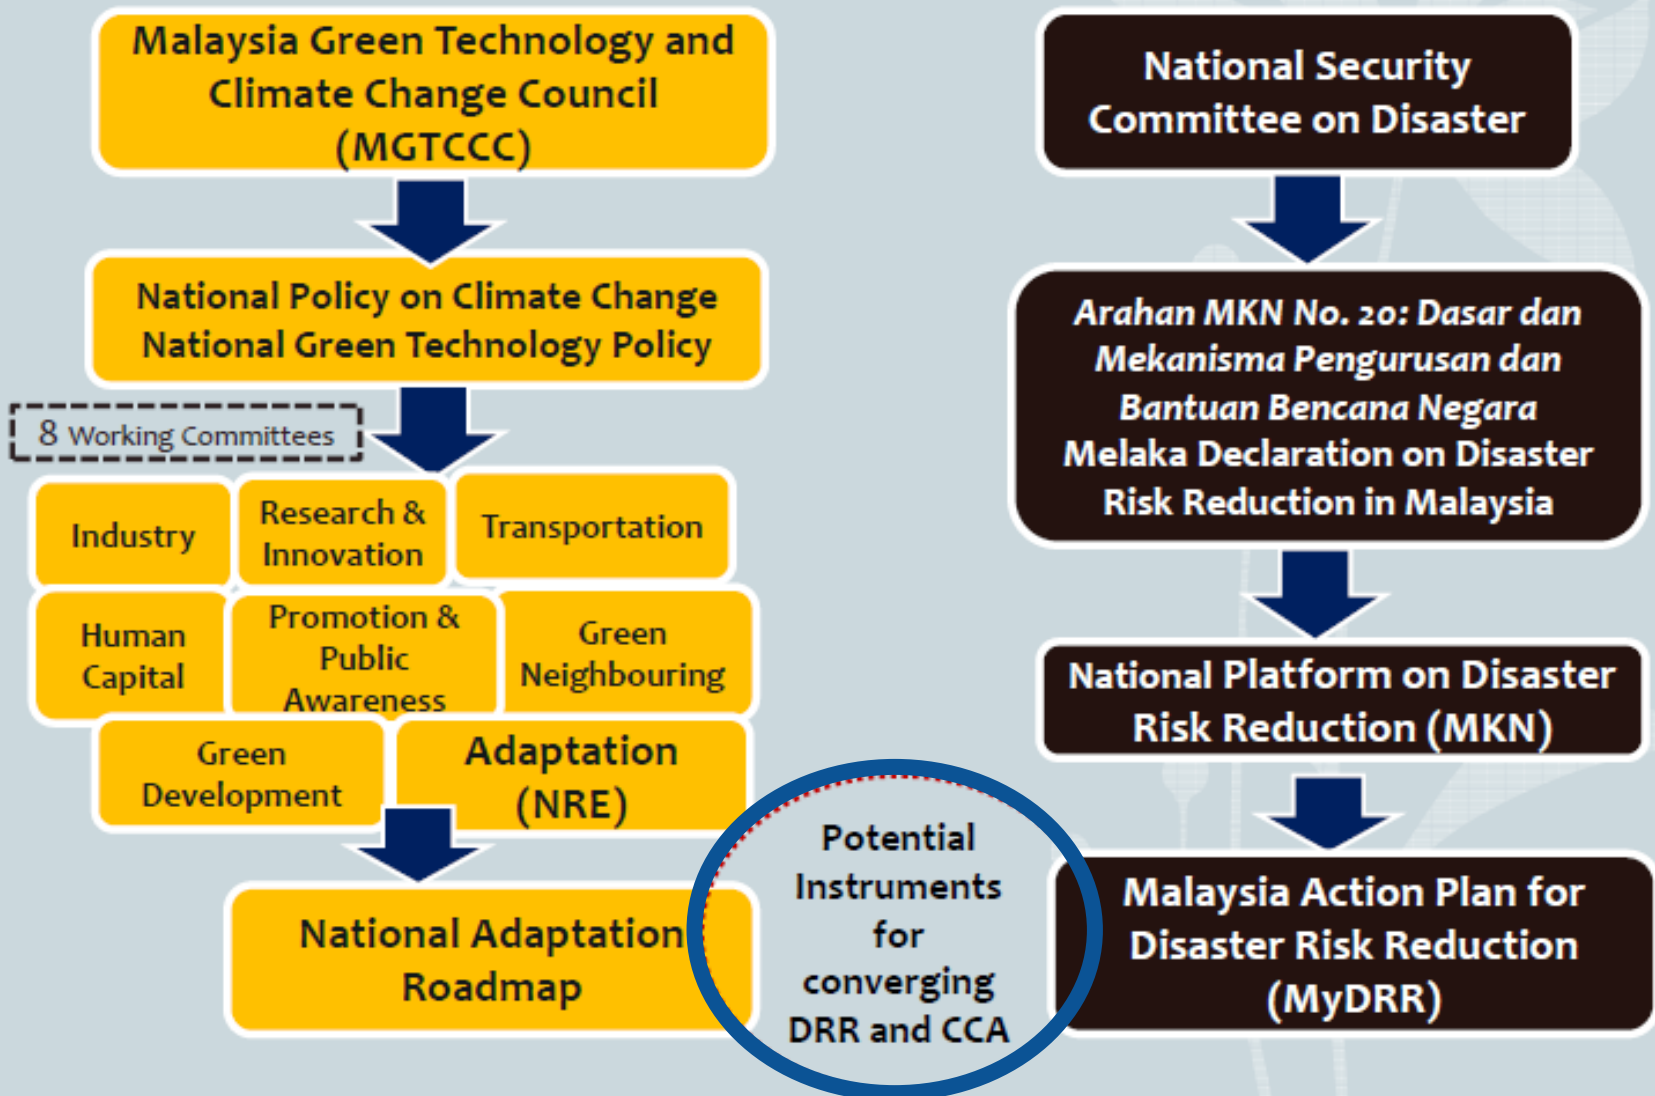 Malaysia Green Technology and
Climate Change Council
(MGTCCC)
National Policy on Climate Change
National Green Technology Policy
8 Working Committees
Industry
Research &
Innovation
Transportation
Human
Capital
Promotion &
Public
Awareness
Green
Neighbouring
Green
Development
Adaptation
(NRE)
National Adaptation
Roadmap
Potential
Instruments
for
converging
DRR and CCA
National Security
Committee on Disaster
Arahan MKN No. 20: Dasar dan
Mekanisma Pengurusan dan
Bantuan Bencana Negara
Melaka Declaration on Disaster
Risk Reduction in Malaysia
National Platform on Disaster
Risk Reduction (MKN)
Malaysia Action Plan for
Disaster Risk Reduction
(MyDRR)